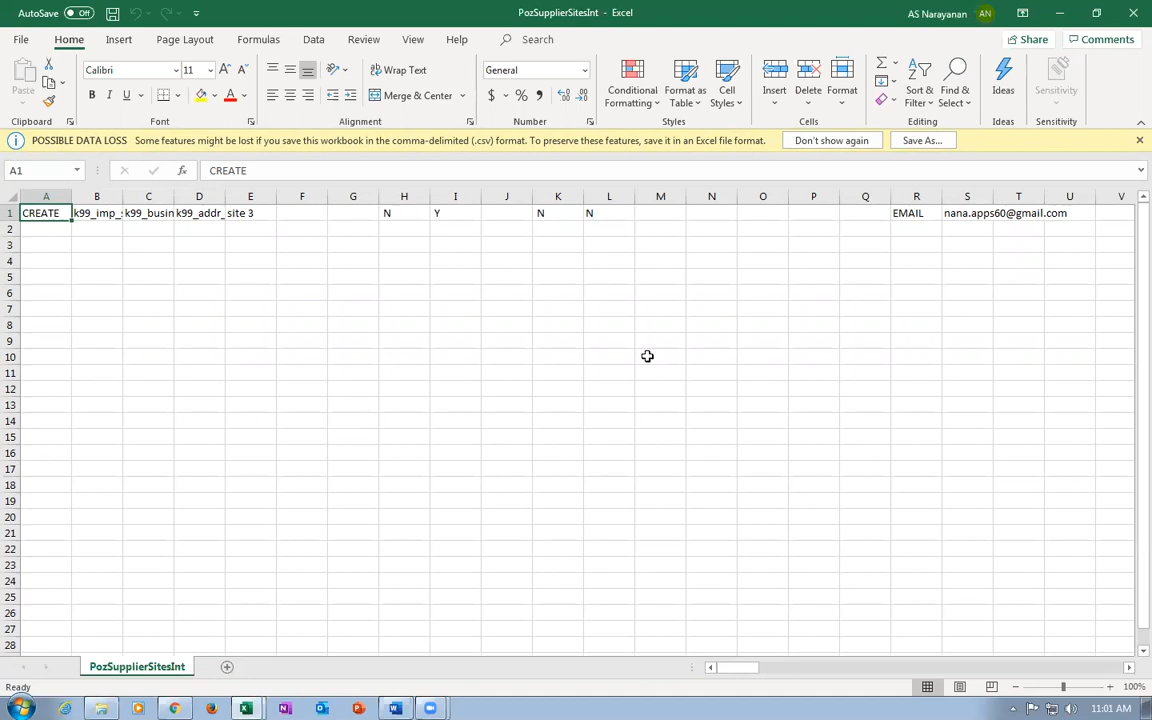 AutoSave Off PozSupplierSitesInt - Excel AS Narayanan AN
File Home Insert Page Layout Formulas Data Review View Help Search Share Comments
Paste Calibri 11 A A Wrap Text General Conditional Formatting Format as Table Cell Styles Insert Delete Format Sort & Filter Find & Select Ideas Sensitivity
B I U A Merge & Center $ % ,
Clipboard Font Alignment Number Styles Cells Editing Ideas Sensitivity
POSSIBLE DATA LOSS Some features might be lost if you save this workbook in the comma-delimited (.csv) format. To preserve these features, save it in an Excel file format. Don't show again Save As...
A1 fx CREATE
A B C D E F G H I J K L M N O P Q R S T U V
1 CREATE k99_imp_s k99_busin k99_addr_ site 3 N Y N N EMAIL nana.apps60@gmail.com
2
3
4
5
6
7
8
9
10
11
12
13
14
15
16
17
18
19
20
21
22
23
24
25
26
27
28
PozSupplierSitesInt
Ready 100%
11:01 AM